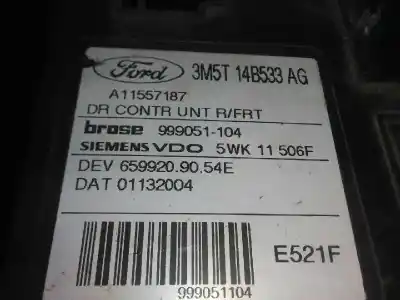 Ford 3M5T 14B533 AG
A11557187
DR CONTR UNT R/FRT
brose 999051-104
SIEMENS VDO 5WK 11 506F
DEV 659920.90.54E
DAT 01132004
E521F
999051104